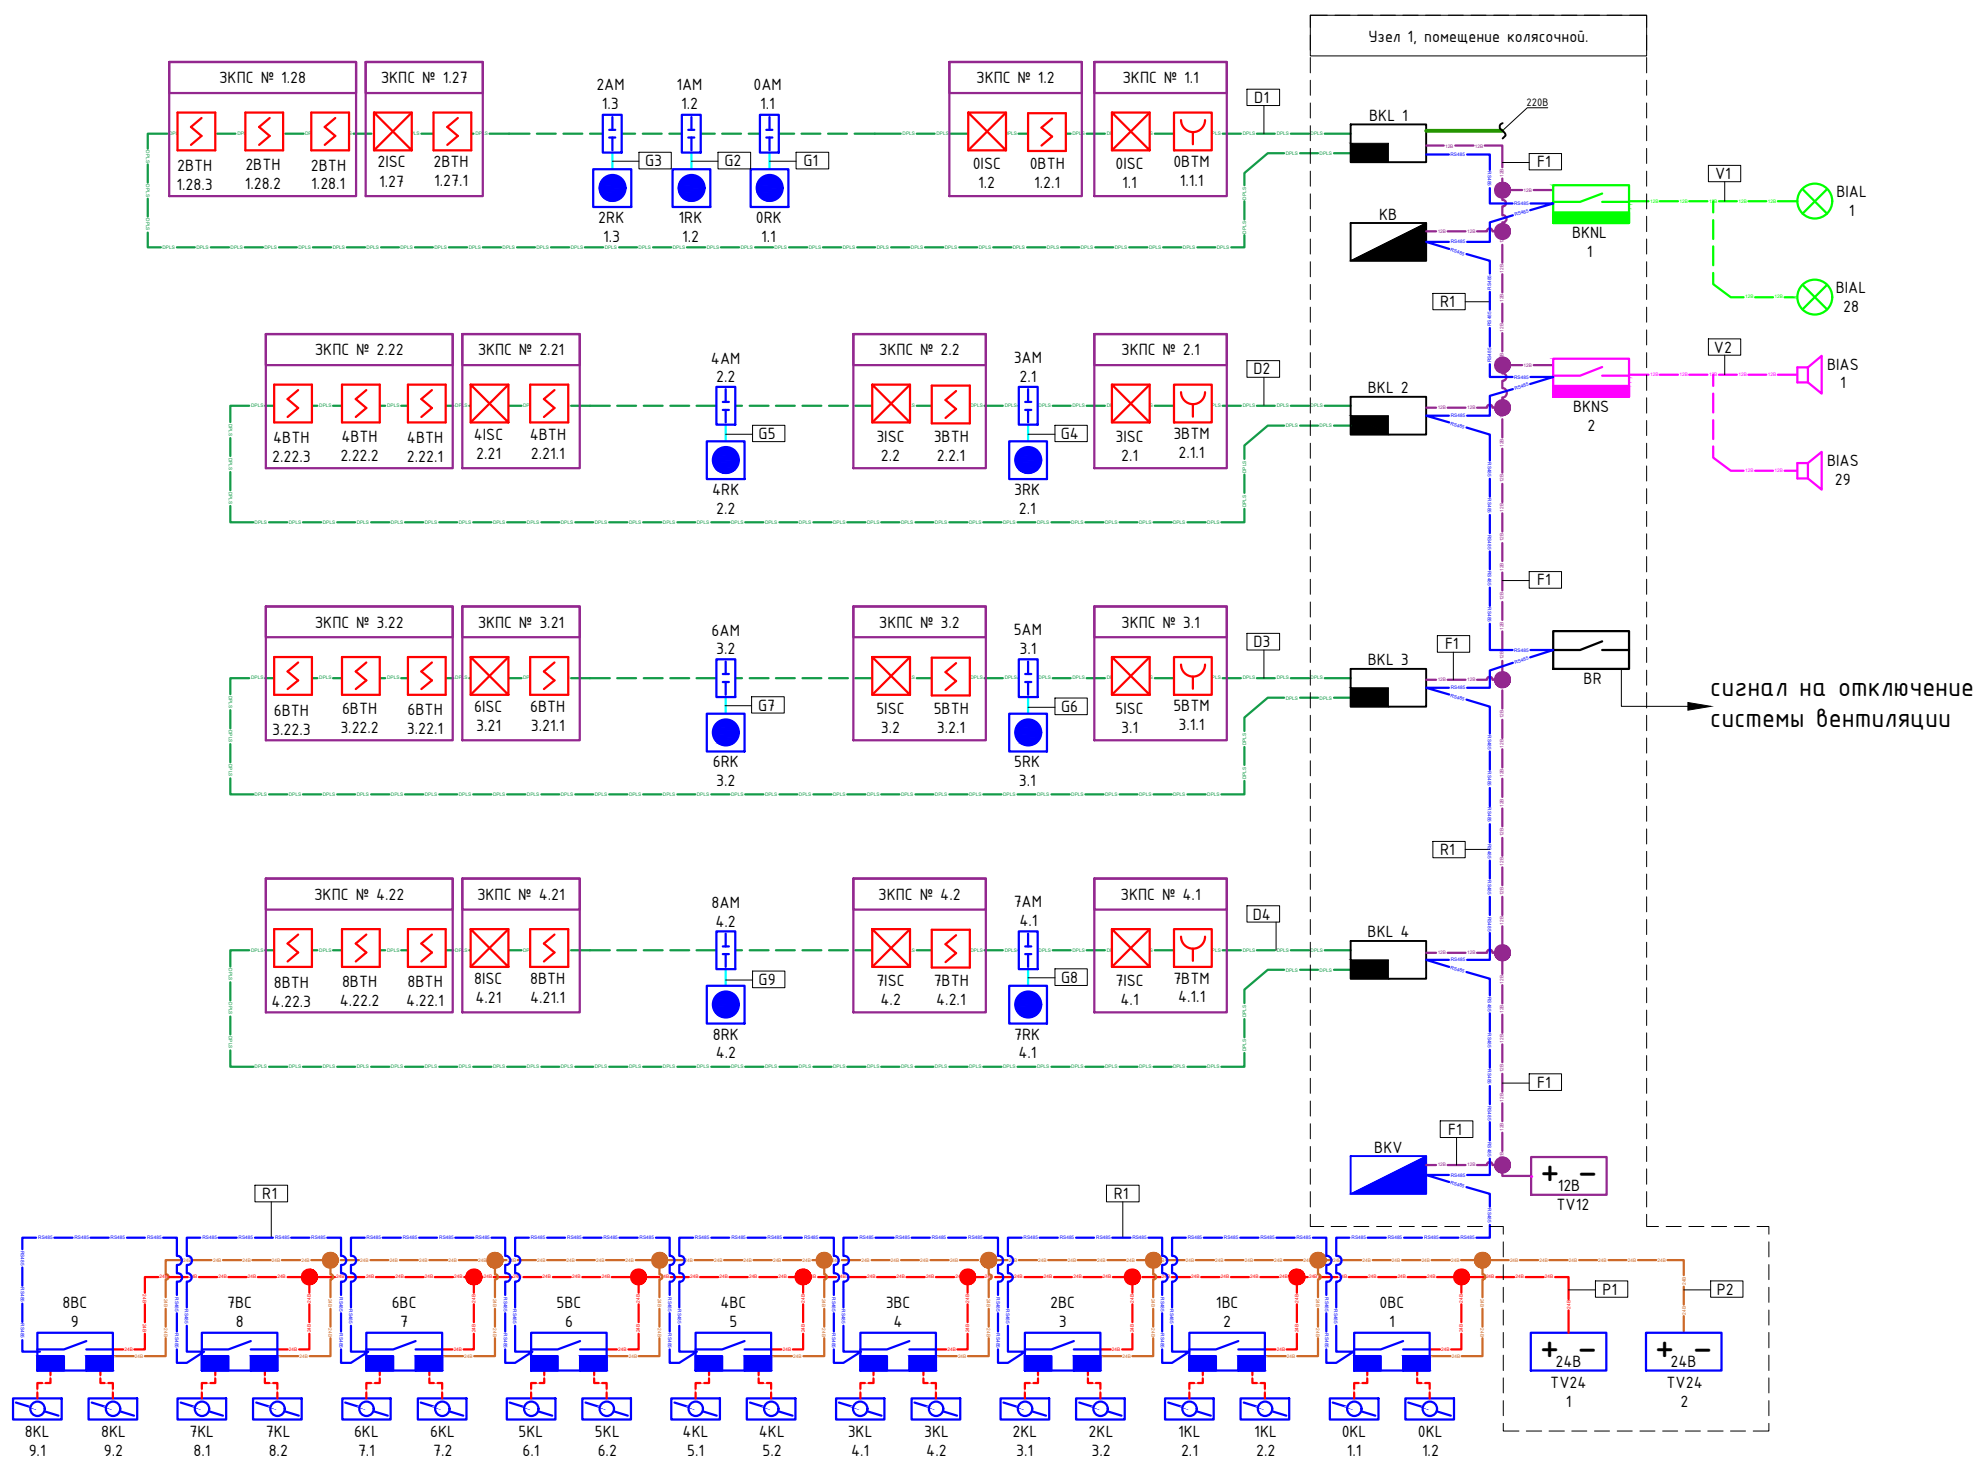 Узел 1, помещение колясочной.
ЗКПС № 1.28
ЗКПС № 1.27
2AM
1.3
1AM
1.2
0AM
1.1
ЗКПС № 1.2
ЗКПС № 1.1
D1
BKL 1
220В
2BTH
1.28.3
2BTH
1.28.2
2BTH
1.28.1
2ISC
1.27
2BTH
1.27.1
G3
G2
G1
2RK
1.3
1RK
1.2
0RK
1.1
0ISC
1.2
0BTH
1.2.1
0ISC
1.1
0BTM
1.1.1
F1
V1
BIAL
1
KB
BKNL
1
R1
BIAL
28
ЗКПС № 2.22
ЗКПС № 2.21
4AM
2.2
ЗКПС № 2.2
3AM
2.1
ЗКПС № 2.1
D2
BKL 2
V2
BIAS
1
BKNS
2
4BTH
2.22.3
4BTH
2.22.2
4BTH
2.22.1
4ISC
2.21
4BTH
2.21.1
G5
4RK
2.2
3ISC
2.2
3BTH
2.2.1
G4
3RK
2.1
3ISC
2.1
3BTM
2.1.1
BIAS
29
F1
ЗКПС № 3.22
ЗКПС № 3.21
6AM
3.2
ЗКПС № 3.2
5AM
3.1
ЗКПС № 3.1
D3
BKL 3
F1
BR
сигнал на отключение
системы вентиляции
6BTH
3.22.3
6BTH
3.22.2
6BTH
3.22.1
6ISC
3.21
6BTH
3.21.1
G7
6RK
3.2
5ISC
3.2
5BTH
3.2.1
G6
5RK
3.1
5ISC
3.1
5BTM
3.1.1
R1
ЗКПС № 4.22
ЗКПС № 4.21
8AM
4.2
ЗКПС № 4.2
7AM
4.1
ЗКПС № 4.1
D4
BKL 4
8BTH
4.22.3
8BTH
4.22.2
8BTH
4.22.1
8ISC
4.21
8BTH
4.21.1
G9
8RK
4.2
7ISC
4.2
7BTH
4.2.1
G8
7RK
4.1
7ISC
4.1
7BTM
4.1.1
F1
F1
BKV
+ −
12В
TV12
R1
R1
8BC
9
7BC
8
6BC
7
5BC
6
4BC
5
3BC
4
2BC
3
1BC
2
0BC
1
P1
P2
+ −
24В
TV24
1
+ −
24В
TV24
2
8KL
9.1
8KL
9.2
7KL
8.1
7KL
8.2
6KL
7.1
6KL
7.2
5KL
6.1
5KL
6.2
4KL
5.1
4KL
5.2
3KL
4.1
3KL
4.2
2KL
3.1
2KL
3.2
1KL
2.1
1KL
2.2
0KL
1.1
0KL
1.2